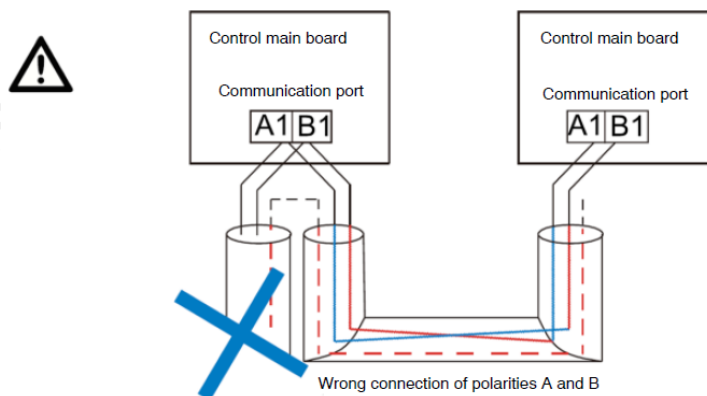 Control main board
Control main board
Communication port
Communication port
A1 B1
A1 B1
Wrong connection of polarities A and B